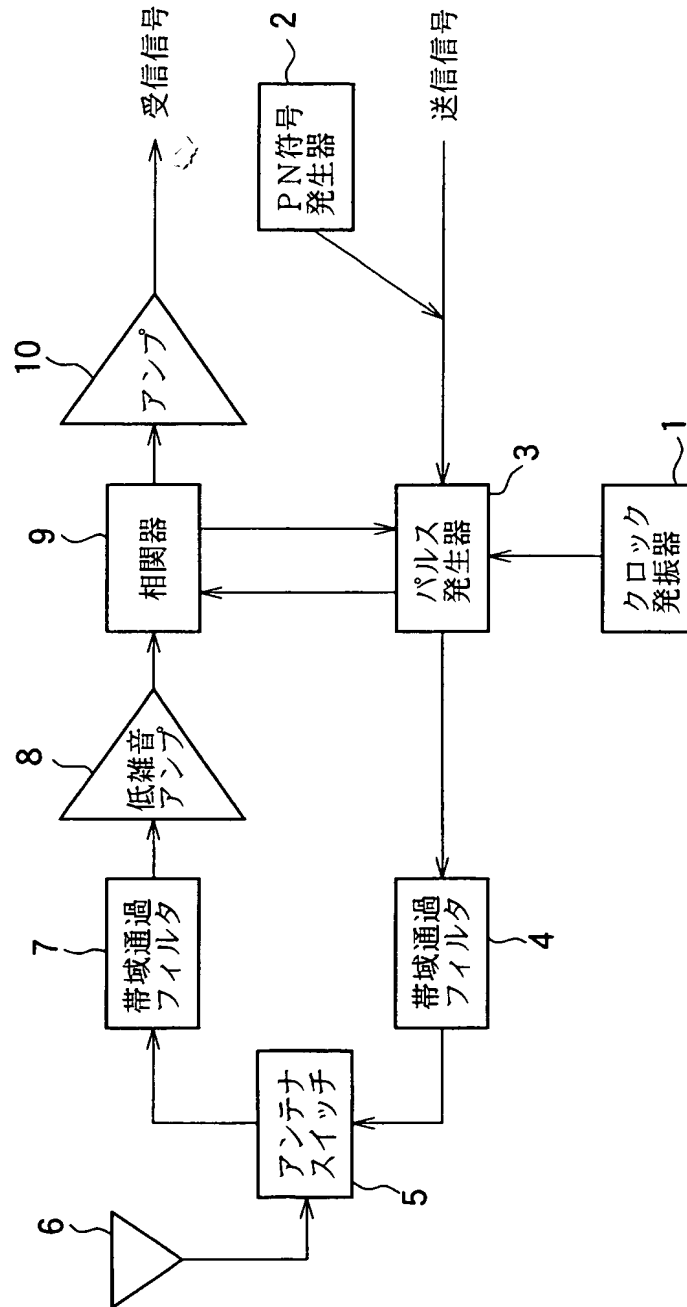 6
アンテナ
スイッチ
5
7
帯域通過
フィルタ
8
低雑音
アンプ
9
相関器
10
アンプ
受信信号
帯域通過
フィルタ
4
パルス
発生器
3
クロック
発振器
1
PN符号
発生器
2
送信信号